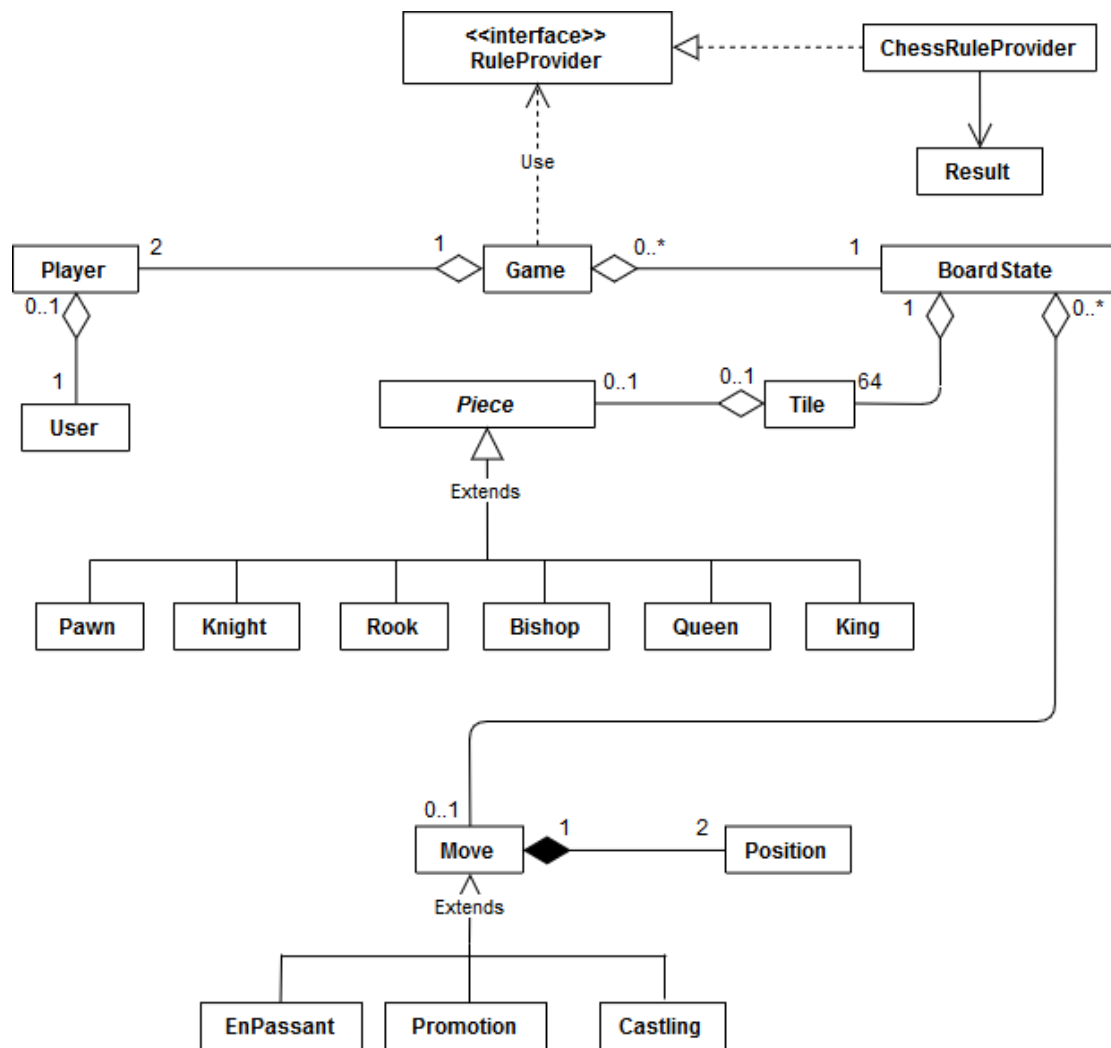 <<interface>>
RuleProvider
ChessRuleProvider
Use
Result
2
1
0..*
1
Player
Game
BoardState
0..1
1
0..*
1
0..1
0..1
64
Piece
Tile
User
Extends
Pawn
Knight
Rook
Bishop
Queen
King
0..1
1
2
Move
Position
Extends
EnPassant
Promotion
Castling